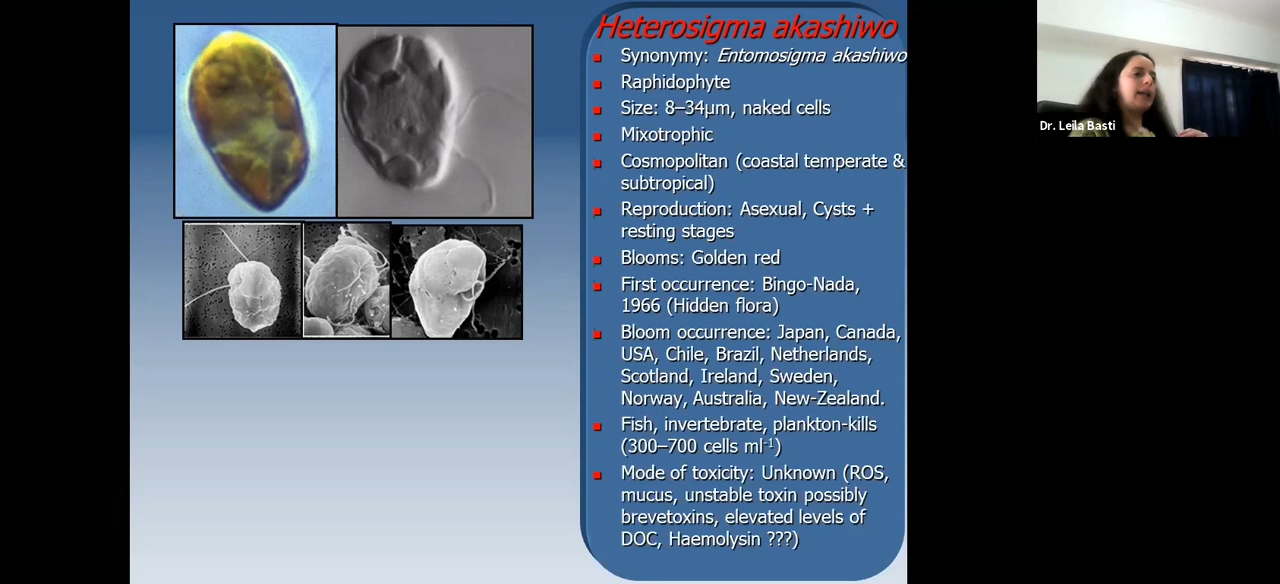 Heterosigma akashiwo
Synonymy: Entomosigma akashiwo
Raphidophyte
Size: 8–34µm, naked cells
Mixotrophic
Cosmopolitan (coastal temperate &
subtropical)
Reproduction: Asexual, Cysts +
resting stages
Blooms: Golden red
First occurrence: Bingo-Nada,
1966 (Hidden flora)
Bloom occurrence: Japan, Canada,
USA, Chile, Brazil, Netherlands,
Scotland, Ireland, Sweden,
Norway, Australia, New-Zealand.
Fish, invertebrate, plankton-kills
(300–700 cells ml⁻¹)
Mode of toxicity: Unknown (ROS,
mucus, unstable toxin possibly
brevetoxins, elevated levels of
DOC, Haemolysin ???)
Dr. Leila Basti